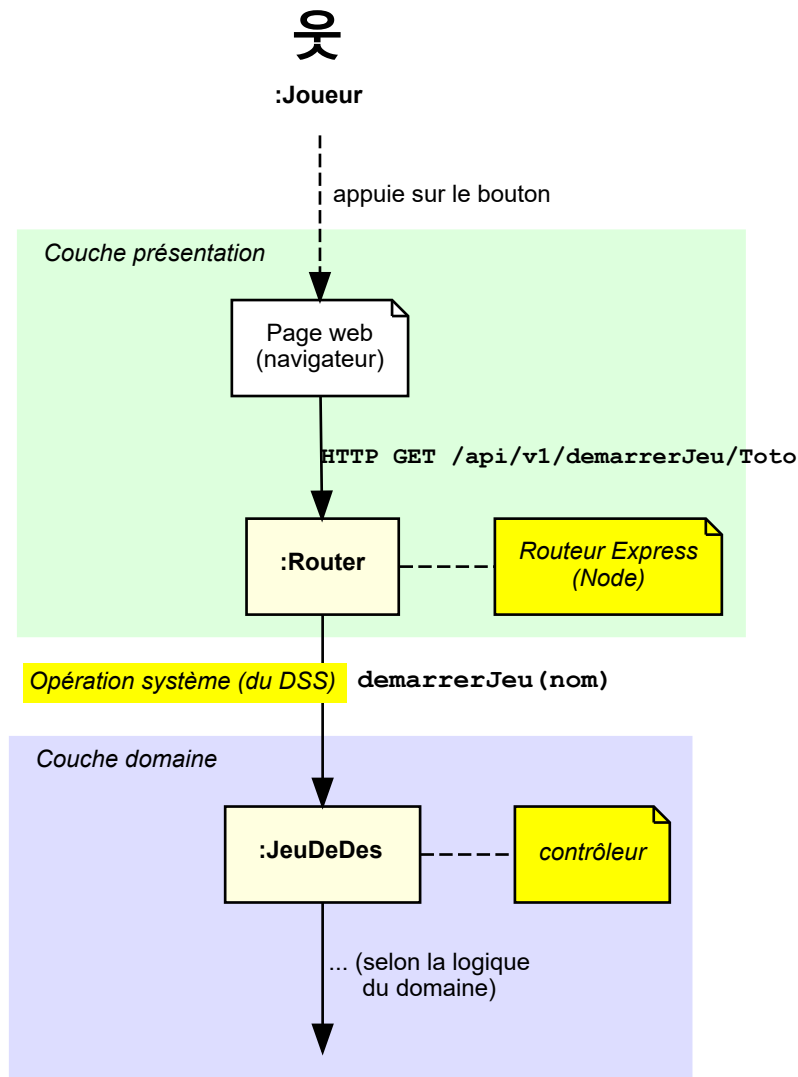 웃
:Joueur
appuie sur le bouton
Couche présentation
Page web
(navigateur)
HTTP GET /api/v1/demarrerJeu/Toto
:Router
Routeur Express
(Node)
Opération système (du DSS)
demarrerJeu(nom)
Couche domaine
:JeuDeDes
contrôleur
... (selon la logique
du domaine)